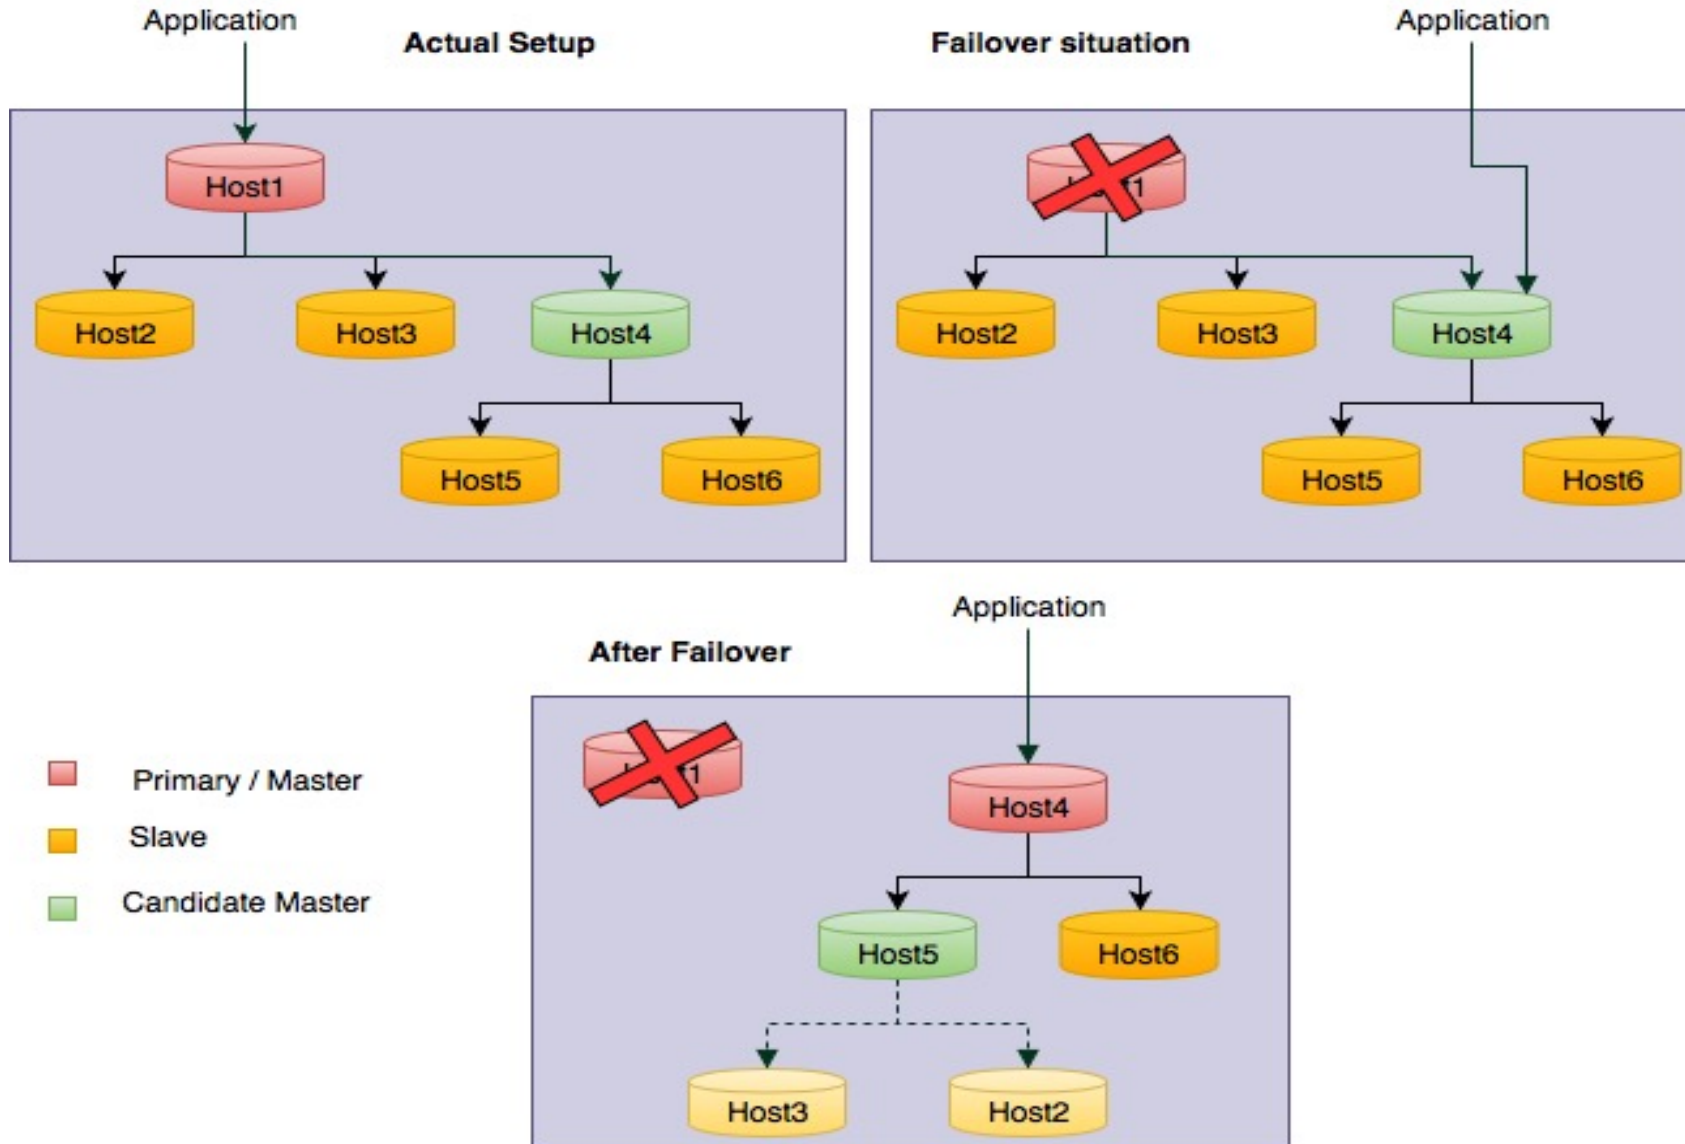 Application
Actual Setup
Host1
Host2
Host3
Host4
Host5
Host6
Failover situation
Application
Host2
Host3
Host4
Host5
Host6
After Failover
Application
Host4
Host5
Host6
Host3
Host2
Primary / Master
Slave
Candidate Master